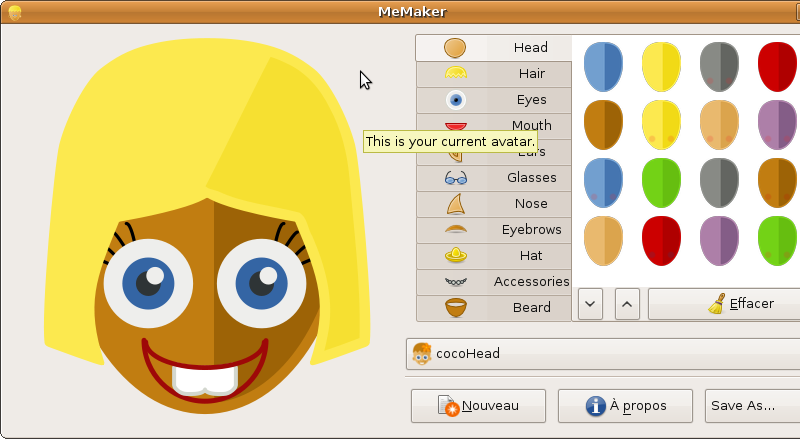 MeMaker
Head
Hair
Eyes
Mouth
This is your current avatar.
Ears
Glasses
Nose
Eyebrows
Hat
Accessories
Beard
Effacer
cocoHead
Nouveau
À propos
Save As...